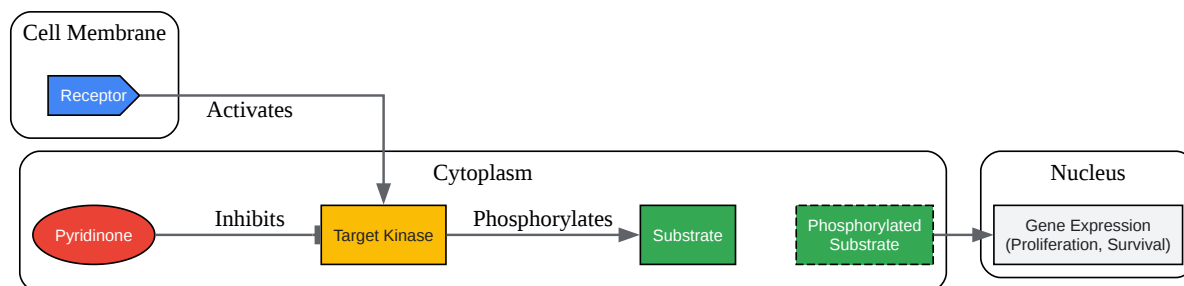 Cell Membrane
Receptor
Activates
Cytoplasm
Nucleus
Pyridinone
Inhibits
Target Kinase
Phosphorylates
Substrate
Phosphorylated
Substrate
Gene Expression
(Proliferation, Survival)